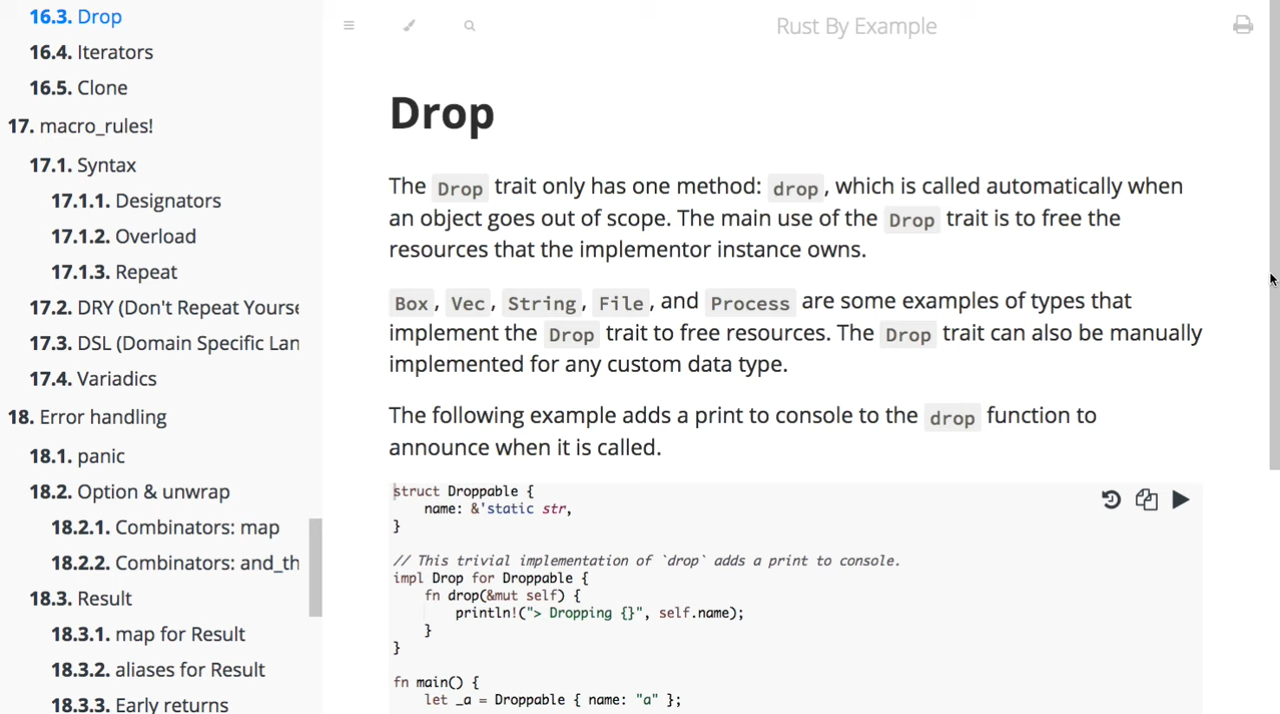 16.3. Drop
16.4. Iterators
16.5. Clone
17. macro_rules!
17.1. Syntax
17.1.1. Designators
17.1.2. Overload
17.1.3. Repeat
17.2. DRY (Don't Repeat Yourse
17.3. DSL (Domain Specific Lan
17.4. Variadics
18. Error handling
18.1. panic
18.2. Option & unwrap
18.2.1. Combinators: map
18.2.2. Combinators: and_th
18.3. Result
18.3.1. map for Result
18.3.2. aliases for Result
18.3.3. Early returns
Rust By Example
Drop
The Drop trait only has one method: drop, which is called automatically when
an object goes out of scope. The main use of the Drop trait is to free the
resources that the implementor instance owns.
Box, Vec, String, File, and Process are some examples of types that
implement the Drop trait to free resources. The Drop trait can also be manually
implemented for any custom data type.
The following example adds a print to console to the drop function to
announce when it is called.
struct Droppable {
    name: &'static str,
}
// This trivial implementation of `drop` adds a print to console.
impl Drop for Droppable {
    fn drop(&mut self) {
        println!("> Dropping {}", self.name);
    }
}
fn main() {
    let _a = Droppable { name: "a" };